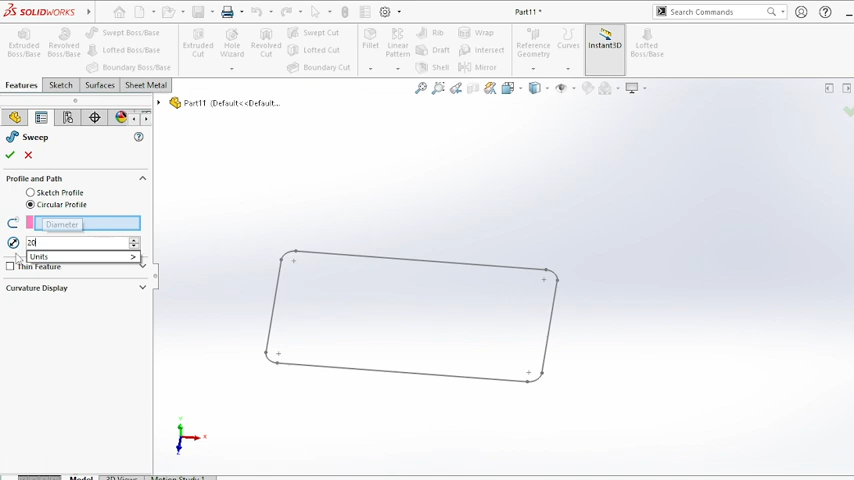 SOLIDWORKS
Part11 *
Search Commands
Extruded Boss/Base
Revolved Boss/Base
Swept Boss/Base
Lofted Boss/Base
Boundary Boss/Base
Extruded Cut
Hole Wizard
Revolved Cut
Swept Cut
Lofted Cut
Boundary Cut
Fillet
Linear Pattern
Rib
Draft
Shell
Wrap
Intersect
Mirror
Reference Geometry
Curves
Instant3D
Lofted Boss/Base
Features
Sketch
Surfaces
Sheet Metal
Part11 (Default<<Default...
Sweep
Profile and Path
Sketch Profile
Circular Profile
Diameter
20
Units >
Thin Feature
Curvature Display
Y
X
Z
Model
3D Views
Motion Study 1